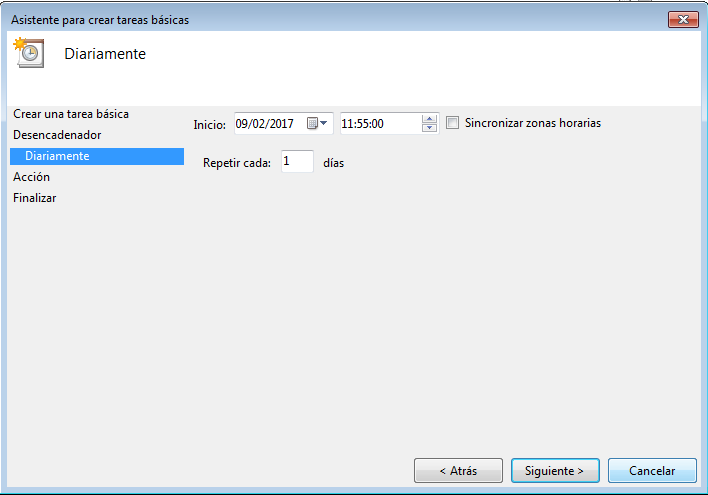 Asistente para crear tareas básicas
Diariamente
Crear una tarea básica
Desencadenador
Diariamente
Acción
Finalizar
Inicio: 09/02/2017 11:55:00 Sincronizar zonas horarias
Repetir cada: 1 días
< Atrás Siguiente > Cancelar